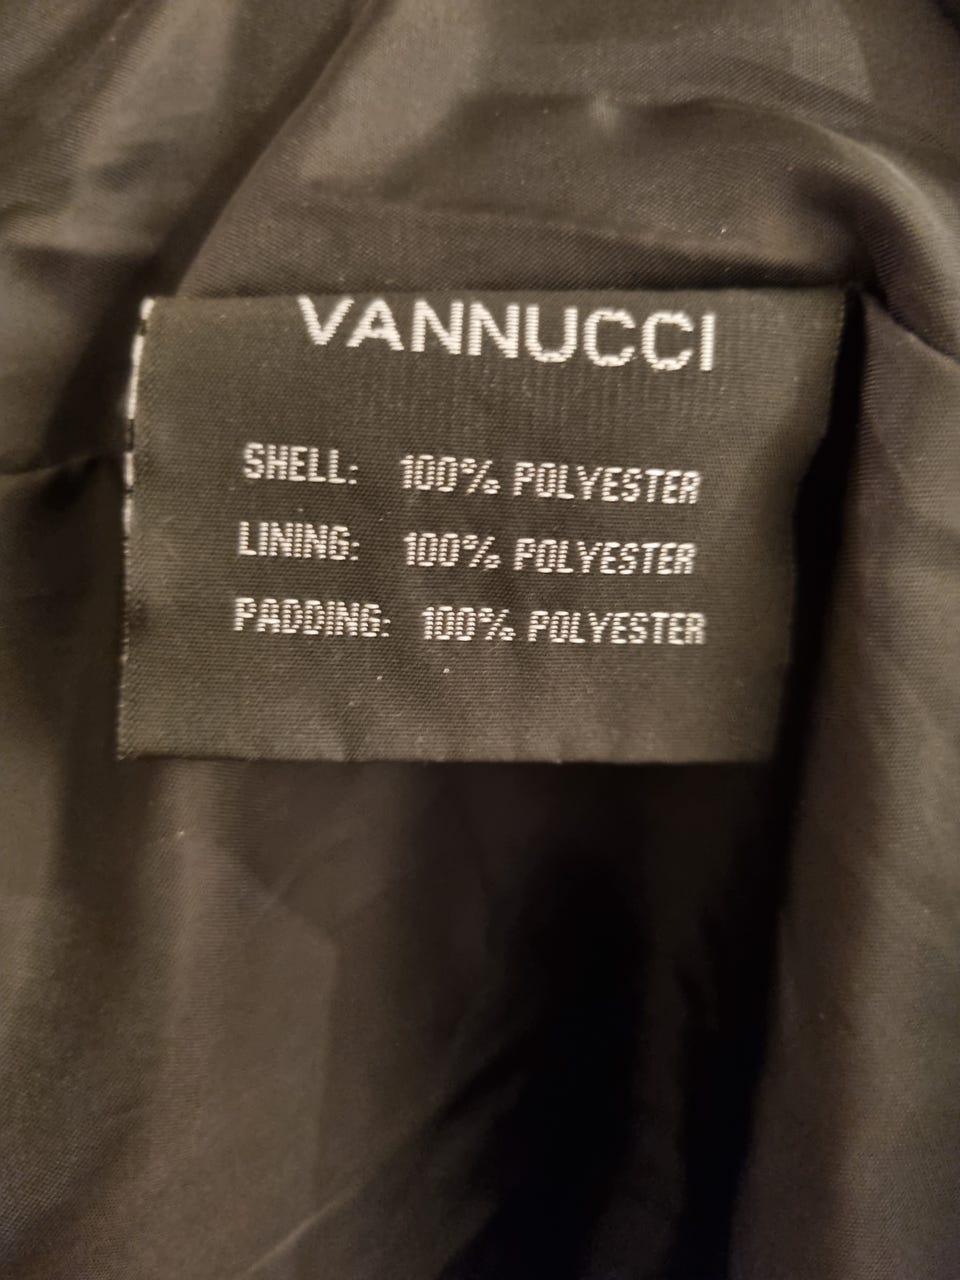 VANNUCCI
SHELL: 100% POLYESTER
LINING: 100% POLYESTER
PADDING: 100% POLYESTER